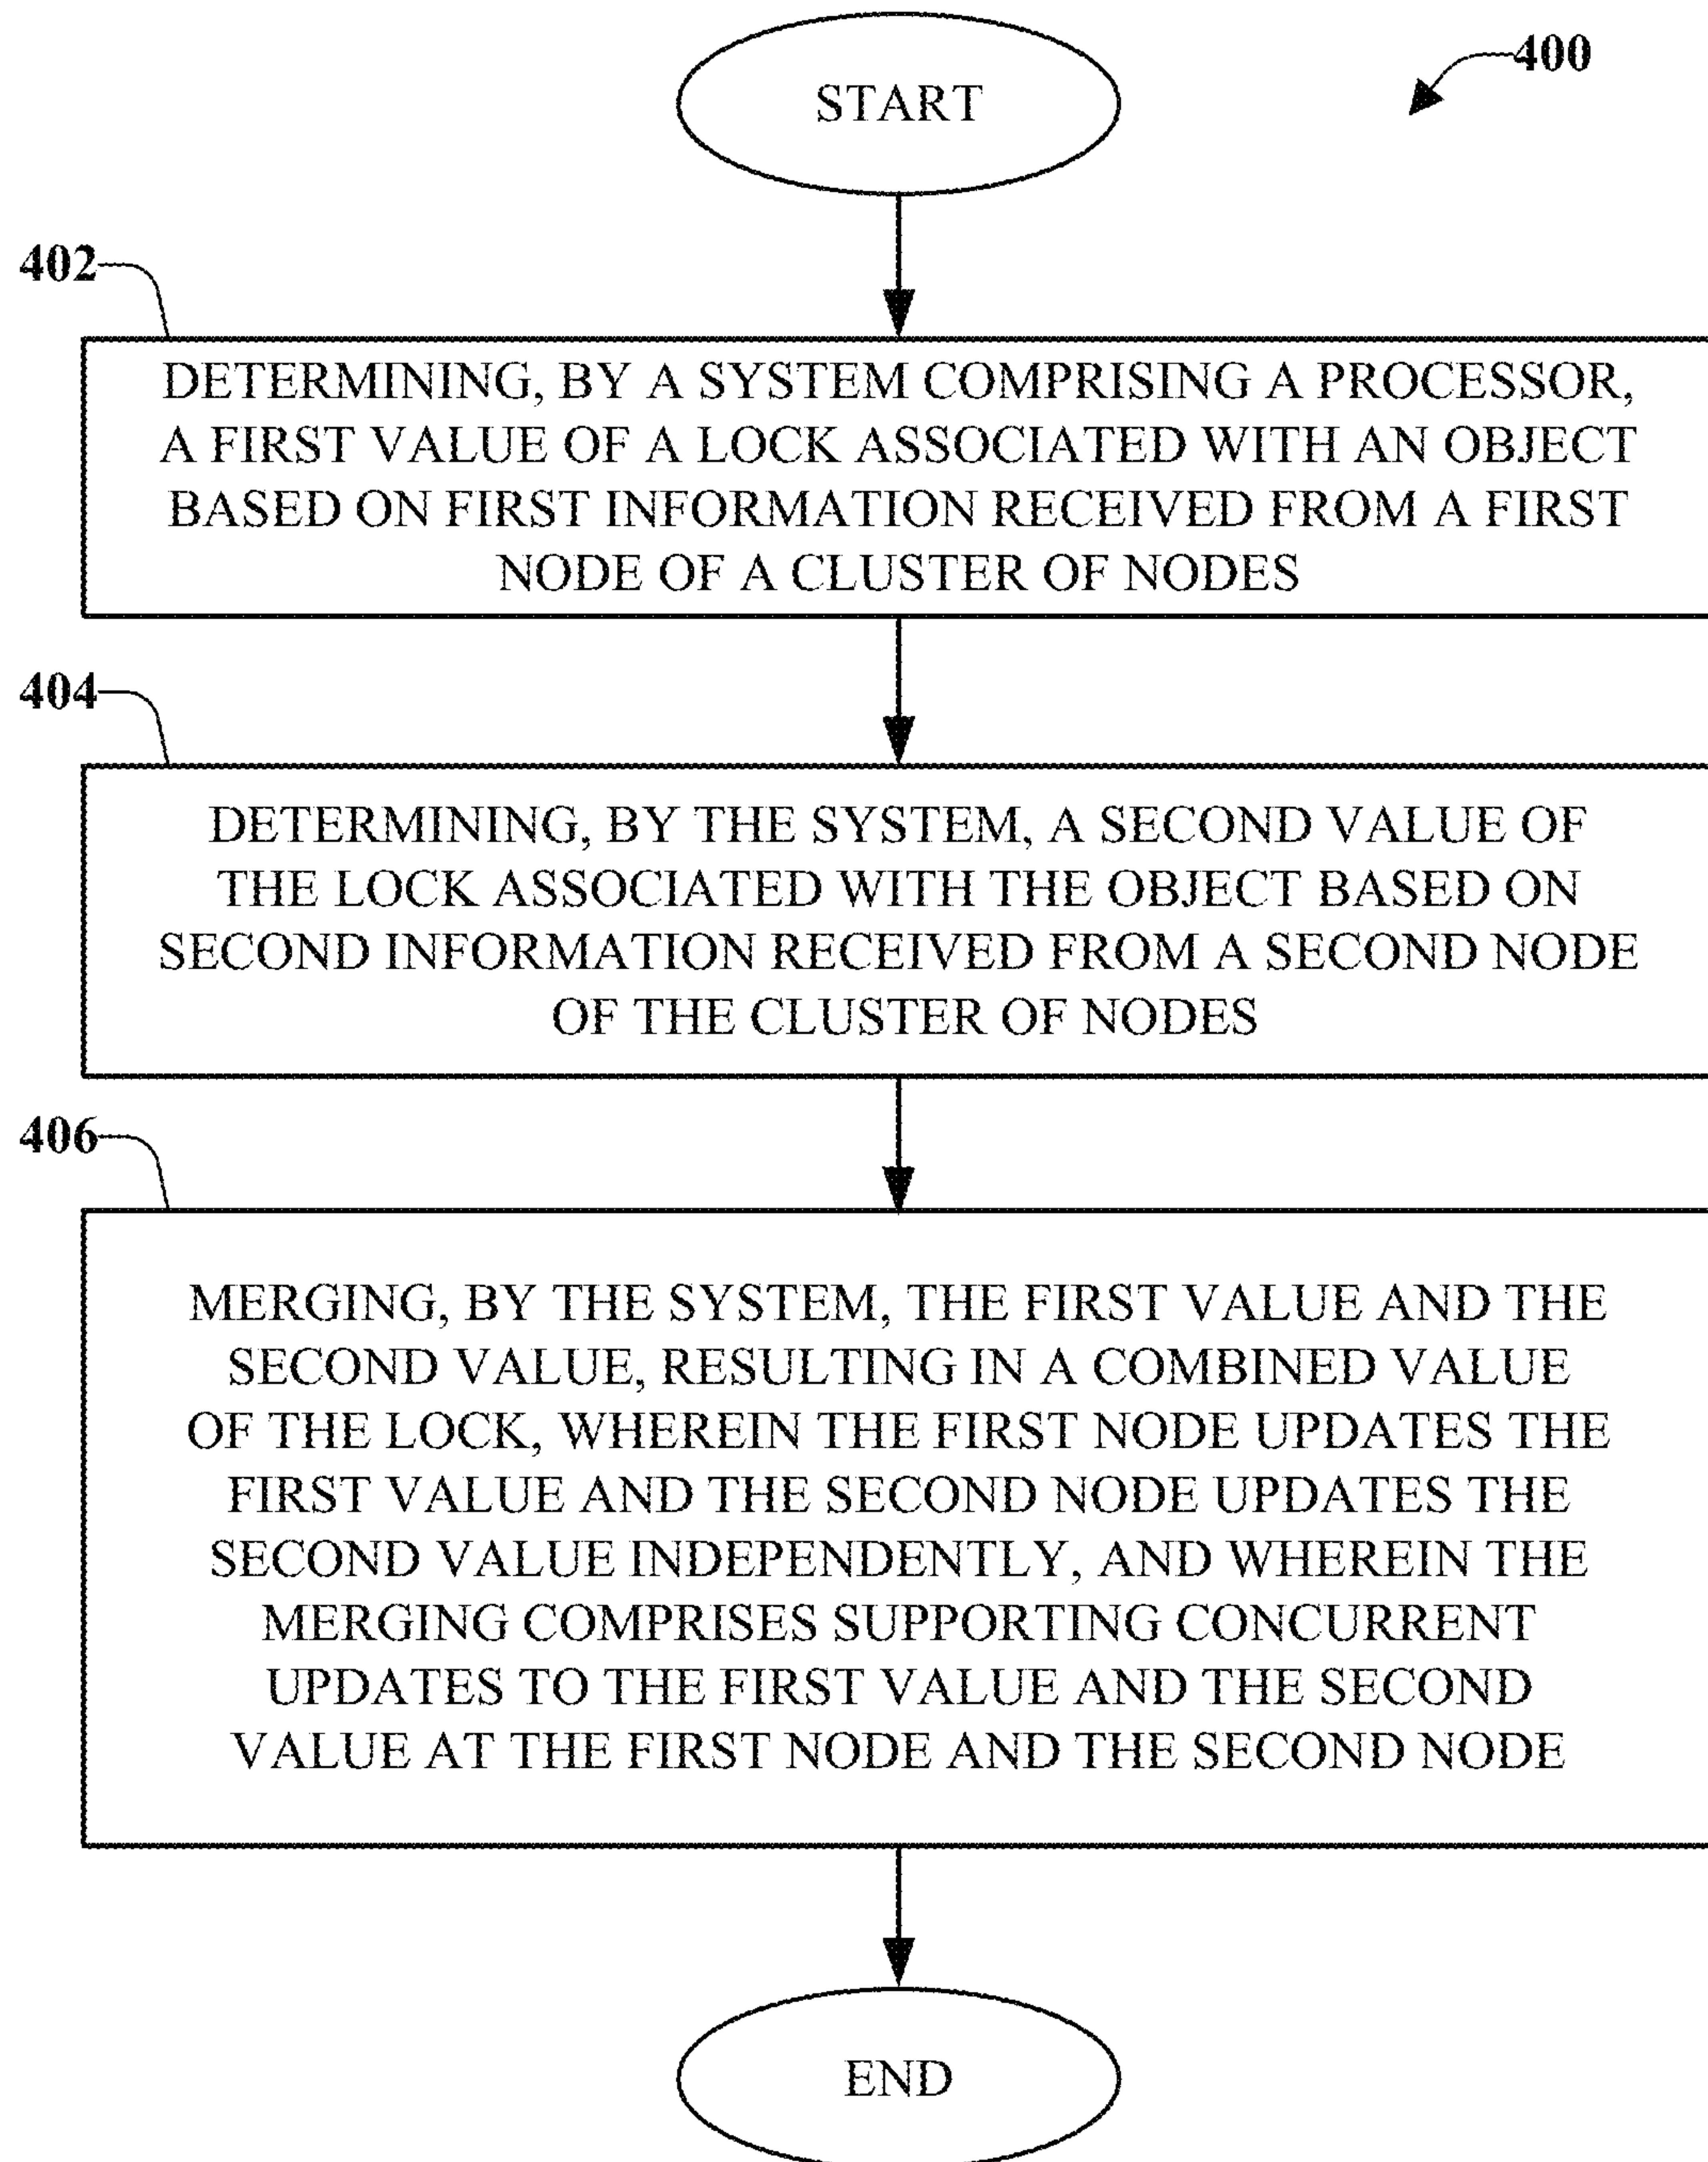 START
400
402
DETERMINING, BY A SYSTEM COMPRISING A PROCESSOR,
A FIRST VALUE OF A LOCK ASSOCIATED WITH AN OBJECT
BASED ON FIRST INFORMATION RECEIVED FROM A FIRST
NODE OF A CLUSTER OF NODES
404
DETERMINING, BY THE SYSTEM, A SECOND VALUE OF
THE LOCK ASSOCIATED WITH THE OBJECT BASED ON
SECOND INFORMATION RECEIVED FROM A SECOND NODE
OF THE CLUSTER OF NODES
406
MERGING, BY THE SYSTEM, THE FIRST VALUE AND THE
SECOND VALUE, RESULTING IN A COMBINED VALUE
OF THE LOCK, WHEREIN THE FIRST NODE UPDATES THE
FIRST VALUE AND THE SECOND NODE UPDATES THE
SECOND VALUE INDEPENDENTLY, AND WHEREIN THE
MERGING COMPRISES SUPPORTING CONCURRENT
UPDATES TO THE FIRST VALUE AND THE SECOND
VALUE AT THE FIRST NODE AND THE SECOND NODE
END